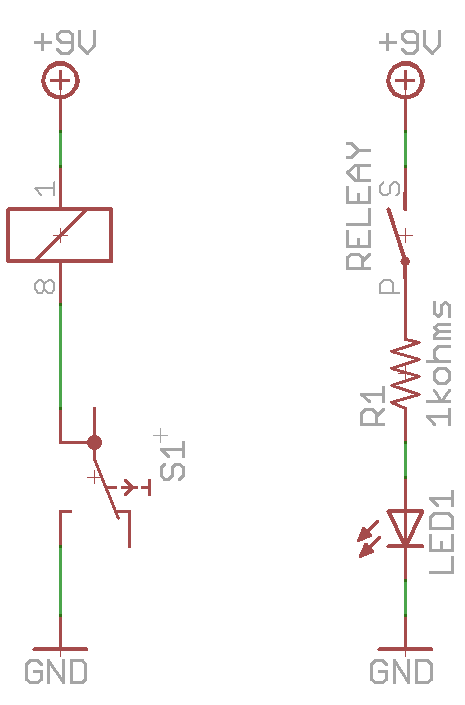 +9V
1
8
S1
GND
+9V
RELEAY
S
P
R1
1kohms
LED1
GND